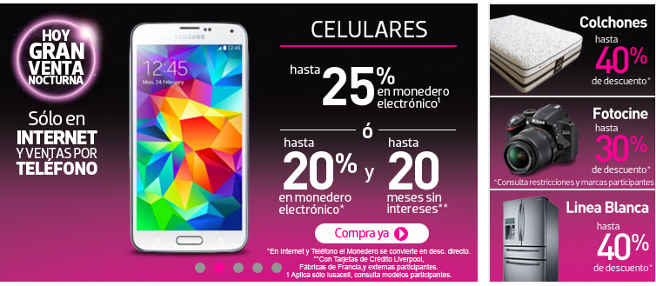 HOY
GRAN
VENTA
NOCTURNA
Sólo en
INTERNET
Y VENTAS POR
TELÉFONO
12:45
Mon, 24 February
CELULARES
hasta
25%
en monedero
electrónico¹
ó
hasta
20%
en monedero
electrónico*
y
hasta
20
meses sin
intereses**
Compra ya
*En Internet y Teléfono el Monedero se convierte en desc. directo.
**Con Tarjetas de Crédito Liverpool,
Fábricas de Francia,y externas participantes.
1 Aplica sólo Iusacell, consulta modelos participantes.
Colchones
hasta
40%
de descuento*
Fotocine
hasta
30%
de descuento*
*Consulta restricciones y marcas participantes
Linea Blanca
hasta
40%
de descuento*